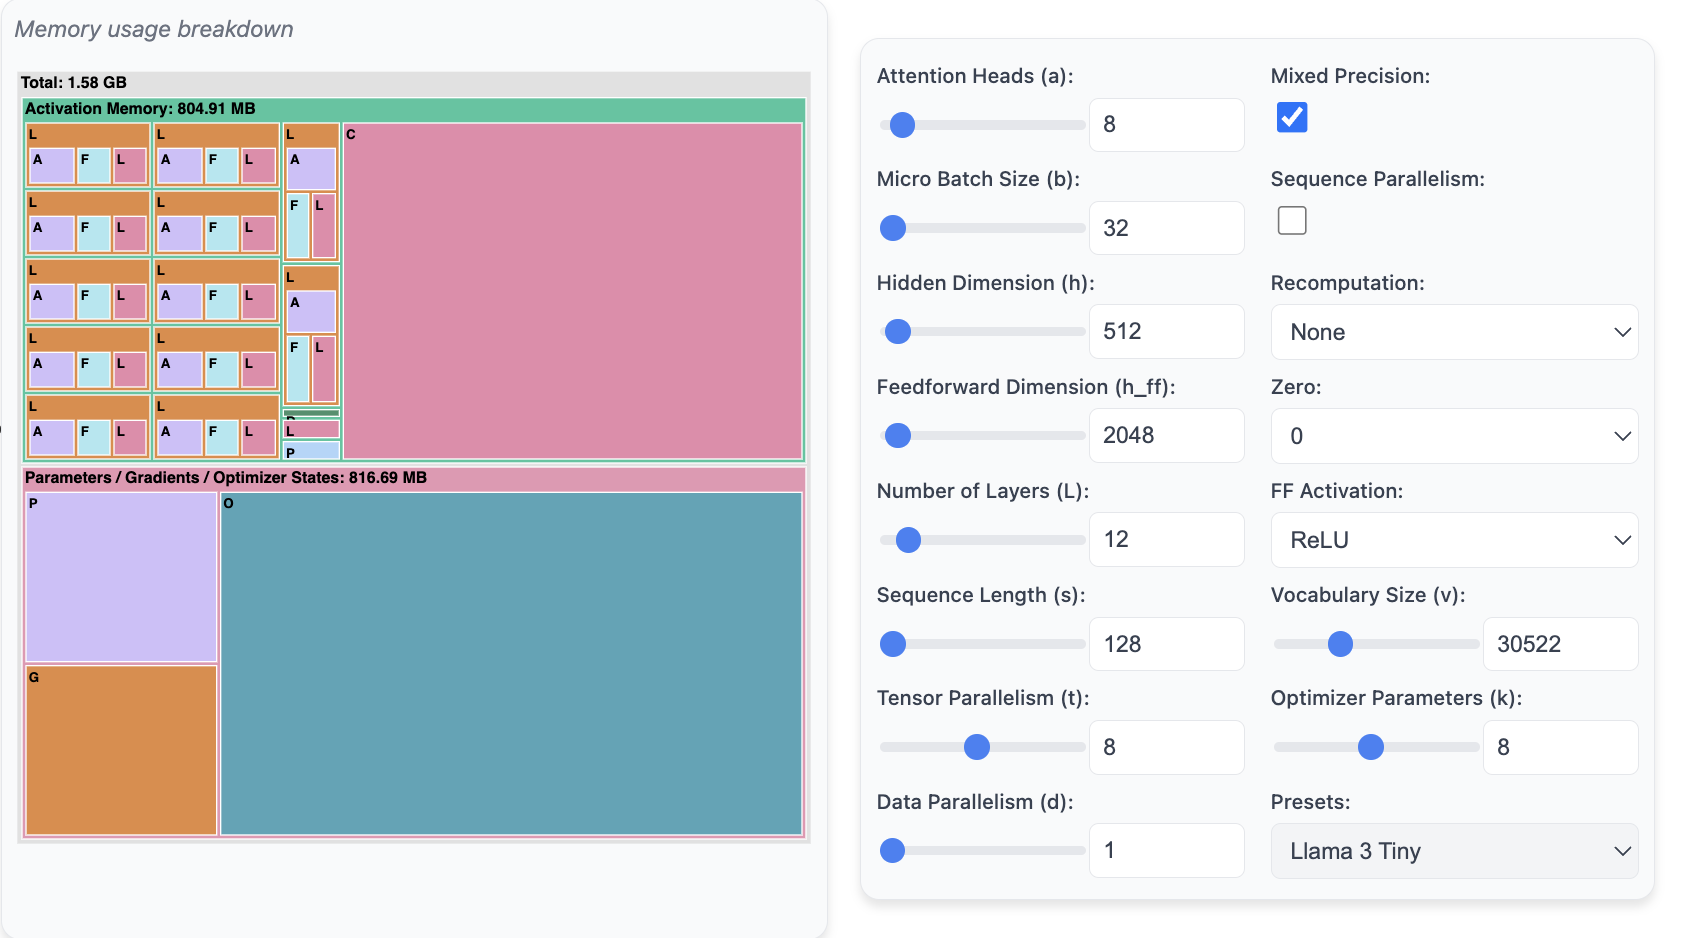 Memory usage breakdown
Total: 1.58 GB
Activation Memory: 804.91 MB
L L L C
A F L A F L A
L L
A F L A F L F L
L L
A F L A F L L
A
L L
A F L A F L F L
L L
A F L A F L L
P
Parameters / Gradients / Optimizer States: 816.69 MB
P O
G
Attention Heads (a):
8
Micro Batch Size (b):
32
Hidden Dimension (h):
512
Feedforward Dimension (h_ff):
2048
Number of Layers (L):
12
Sequence Length (s):
128
Tensor Parallelism (t):
8
Data Parallelism (d):
1
Mixed Precision:
Sequence Parallelism:
Recomputation:
None
Zero:
0
FF Activation:
ReLU
Vocabulary Size (v):
30522
Optimizer Parameters (k):
8
Presets:
Llama 3 Tiny